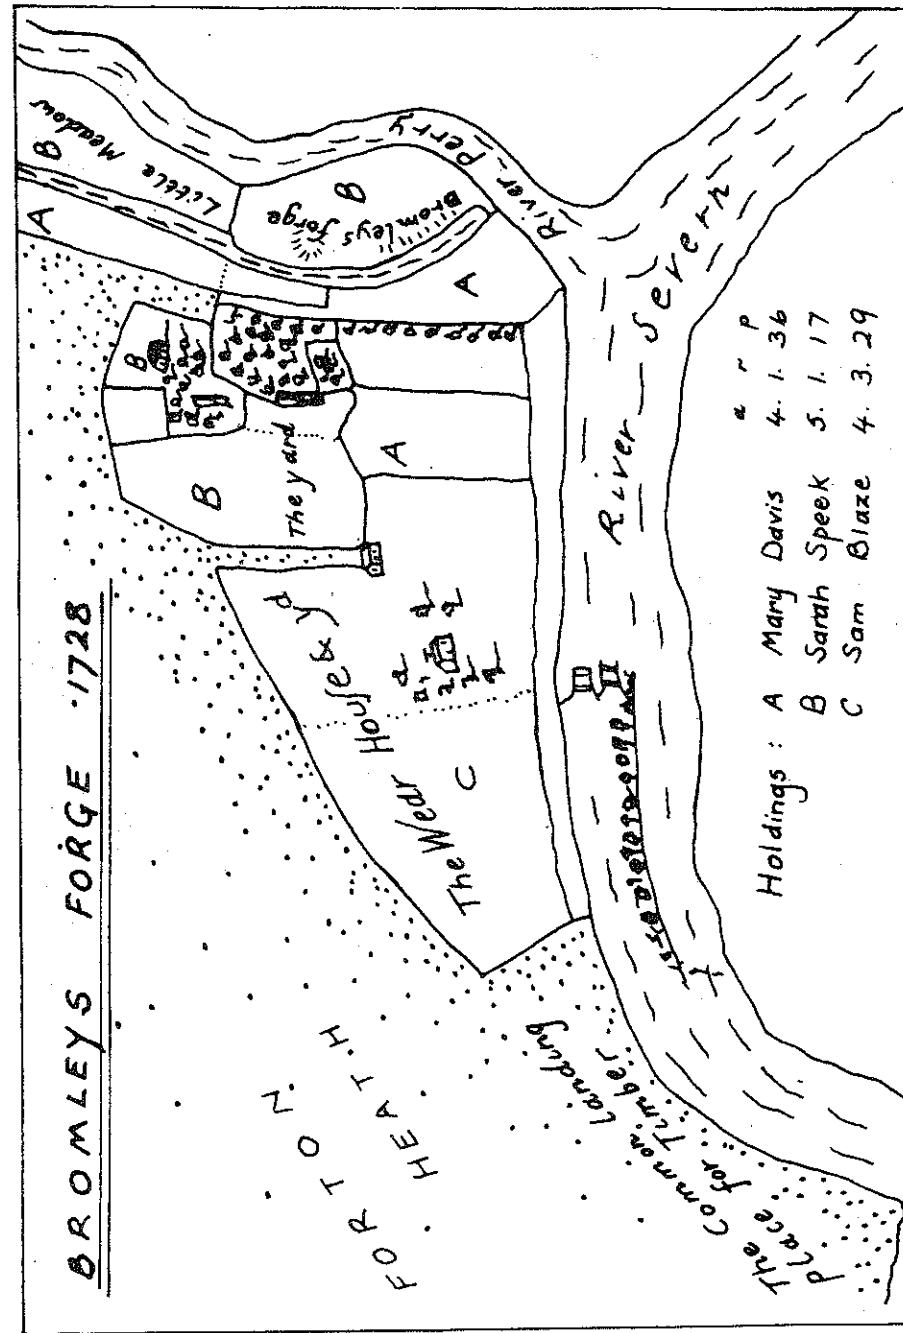 BROMLEYS FORGE 1728
FORTON
HEATH
The Common Landing
Place for Timber
The Wear House & yd
C
B
The yard
B
A
A
A
B
Little Meadow
B
Bromleys
forge
River Perry
River Severn
a r p
Holdings : A Mary Davis 4. 1. 36
B Sarah Speek 5. 1. 17
C Sam Blaze 4. 3. 29